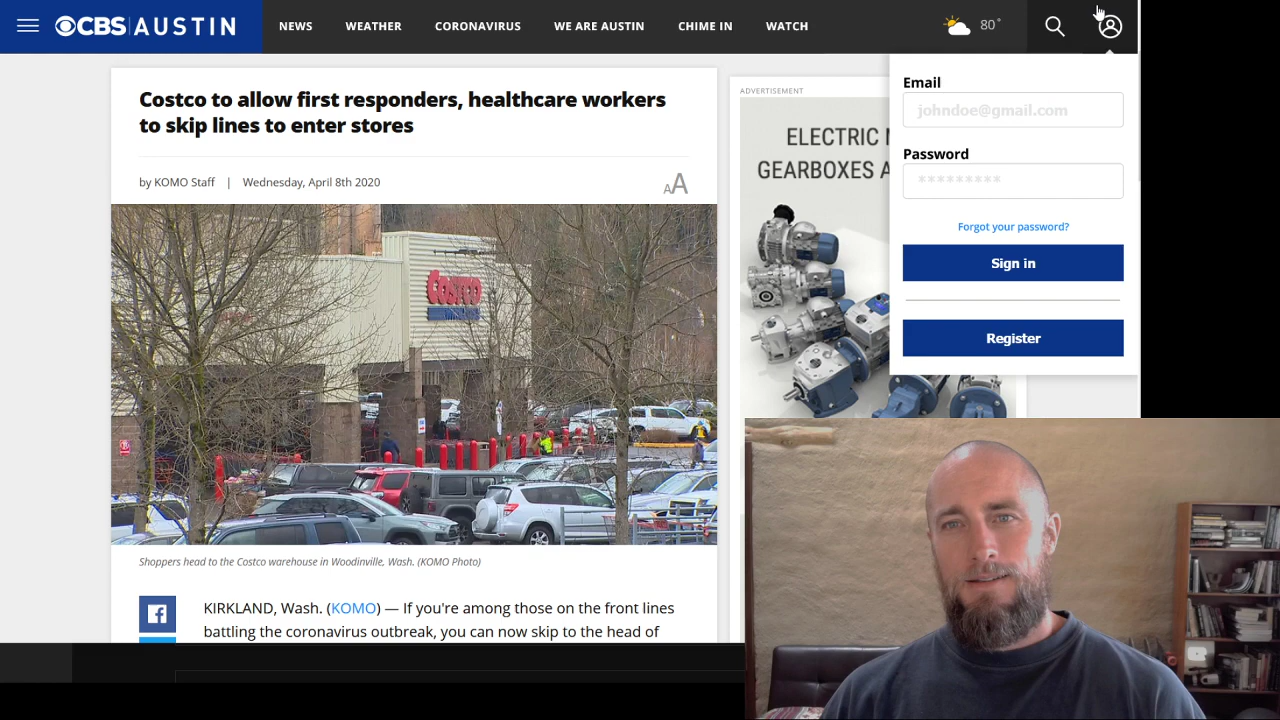 CBS AUSTIN
NEWS
WEATHER
CORONAVIRUS
WE ARE AUSTIN
CHIME IN
WATCH
80°
Costco to allow first responders, healthcare workers
to skip lines to enter stores
by KOMO Staff | Wednesday, April 8th 2020
AA
COSTCO
Shoppers head to the Costco warehouse in Woodinville, Wash. (KOMO Photo)
KIRKLAND, Wash. (KOMO) — If you're among those on the front lines
battling the coronavirus outbreak, you can now skip to the head of
ADVERTISEMENT
ELECTRIC
GEARBOXES
Email
johndoe@gmail.com
Password
*********
Forgot your password?
Sign in
Register